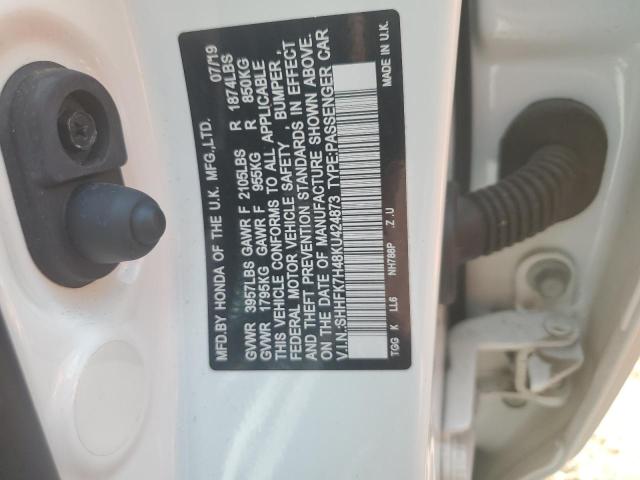 MFD.BY HONDA OF THE U.K. MFG.,LTD. 07/19
GVWR 3957LBS GAWR F 2105LBS R 1874LBS
GVWR 1795KG GAWR F 955KG R 850KG
THIS VEHICLE CONFORMS TO ALL APPLICABLE
FEDERAL MOTOR VEHICLE SAFETY , BUMPER ,
AND THEFT PREVENTION STANDARDS IN EFFECT
ON THE DATE OF MANUFACTURE SHOWN ABOVE.
V.I.N.:SHHFK7H48KU424873 TYPE:PASSENGER CAR
TGG K LL6 NH788P Z.U MADE IN U.K.